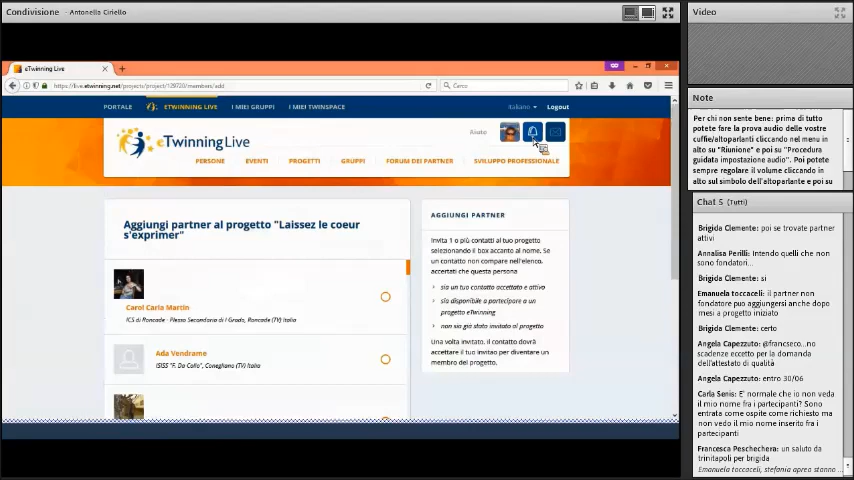 Condivisione - Antonella Ciriello
Video
eTwinning Live
https://live.etwinning.net/projects/project/129720/members/add
Cerca
PORTALE
ETWINNING LIVE
I MIEI GRUPPI
I MIEI TWINSPACE
Italiano
Logout
eTwinningLive
Aiuto
PERSONE
EVENTI
PROGETTI
GRUPPI
FORUM DEI PARTNER
SVILUPPO PROFESSIONALE
Aggiungi partner al progetto "Laissez le coeur
s'exprimer"
Carol Carla Martin
ICS di Roncade - Plesso Secondario di I Grado, Roncade (TV) Italia
Ada Vendrame
ISISS "F. Da Collo", Conegliano (TV) Italia
AGGIUNGI PARTNER
Invita 1 o più contatti al tuo progetto
selezionando il box accanto al nome. Se
un contatto non compare nell'elenco,
accertati che questa persona
sia un tuo contatto accettato e attivo
sia disponibile a partecipare a un
progetto eTwinning
non sia già stato invitato al progetto
Una volta invitato, il contatto dovrà
accettare il tuo invito per diventare un
membro del progetto.
Note
Per chi non sente bene: prima di tutto
potete fare la prova audio delle vostre
cuffie/altoparlanti cliccando nel menu in
alto su "Riunione" e poi su "Procedura
guidata impostazione audio". Poi potete
sempre regolare il volume cliccando in
alto sul simbolo dell'altoparlante e poi su
Chat 5 (Tutti)
Brigida Clemente: poi se trovate partner
attivi
Annalisa Perilli: Intendo quelli che non
sono fondatori...
Brigida Clemente: si
Emanuela toccaceli: il partner non
fondatore puo aggiungersi anche dopo
mesi a progetto iniziato
Brigida Clemente: certo
Angela Capezzuto: @francseco...no
scadenze eccetto per la domanda
dell'attestato di qualità
Angela Capezzuto: entro 30/06
Carla Senis: E' normale che io non veda
il mio nome fra i partecipanti? Sono
entrata come ospite come richiesto ma
non vedo il mio nome inserito fra i
partecipanti
Francesca Peschechera: un saluto da
trinitapoli per brigida
Emanuela toccaceli, stefania aprea stanno ...